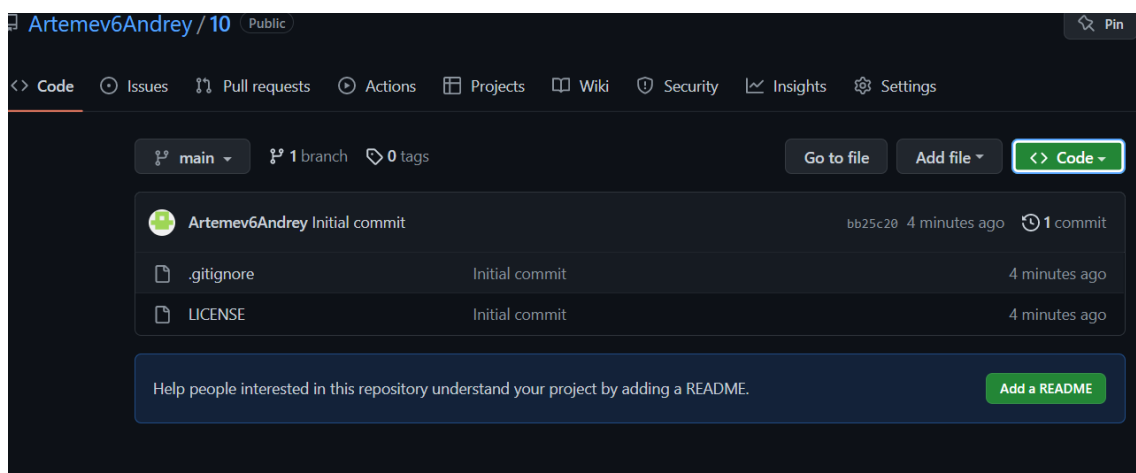 Artemev6Andrey / 10 Public Pin
<> Code Issues Pull requests Actions Projects Wiki Security Insights Settings
main 1 branch 0 tags Go to file Add file <> Code
Artemev6Andrey Initial commit bb25c20 4 minutes ago 1 commit
.gitignore Initial commit 4 minutes ago
LICENSE Initial commit 4 minutes ago
Help people interested in this repository understand your project by adding a README. Add a README